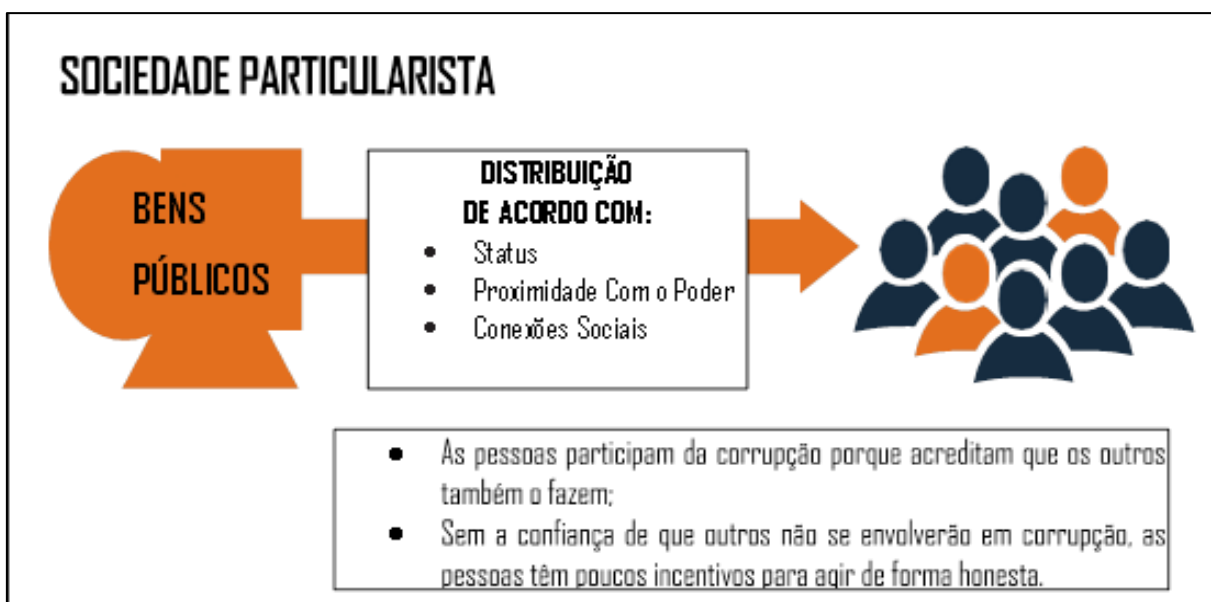 SOCIEDADE PARTICULARISTA
BENS
PÚBLICOS
DISTRIBUIÇÃO
DE ACORDO COM:
• Status
• Proximidade Com o Poder
• Conexões Sociais
• As pessoas participam da corrupção porque acreditam que os outros
também o fazem;
• Sem a confiança de que outros não se envolverão em corrupção, as
pessoas têm poucos incentivos para agir de forma honesta.